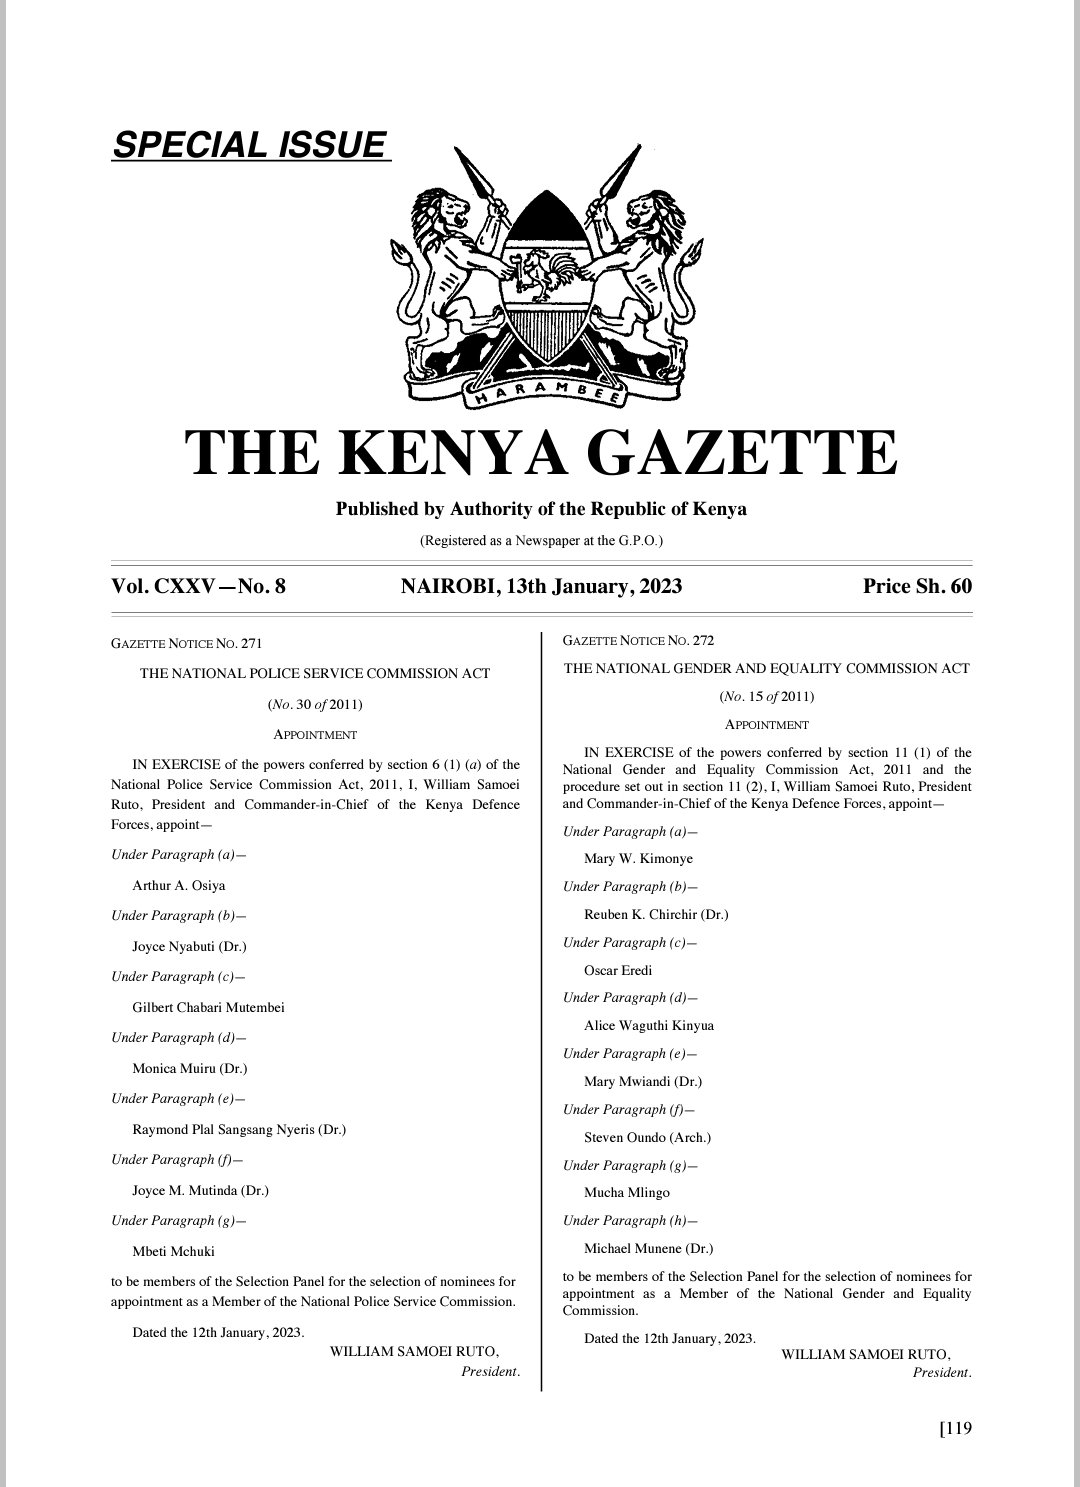 SPECIAL ISSUE
HARAMBEE
THE KENYA GAZETTE
Published by Authority of the Republic of Kenya
(Registered as a Newspaper at the G.P.O.)
Vol. CXXV—No. 8 NAIROBI, 13th January, 2023 Price Sh. 60
GAZETTE NOTICE NO. 271
THE NATIONAL POLICE SERVICE COMMISSION ACT
(No. 30 of 2011)
APPOINTMENT
IN EXERCISE of the powers conferred by section 6 (1) (a) of the
National Police Service Commission Act, 2011, I, William Samoei
Ruto, President and Commander-in-Chief of the Kenya Defence
Forces, appoint—
Under Paragraph (a)—
Arthur A. Osiya
Under Paragraph (b)—
Joyce Nyabuti (Dr.)
Under Paragraph (c)—
Gilbert Chabari Mutembei
Under Paragraph (d)—
Monica Muiru (Dr.)
Under Paragraph (e)—
Raymond Plal Sangsang Nyeris (Dr.)
Under Paragraph (f)—
Joyce M. Mutinda (Dr.)
Under Paragraph (g)—
Mbeti Mchuki
to be members of the Selection Panel for the selection of nominees for
appointment as a Member of the National Police Service Commission.
Dated the 12th January, 2023.
WILLIAM SAMOEI RUTO,
President.
GAZETTE NOTICE NO. 272
THE NATIONAL GENDER AND EQUALITY COMMISSION ACT
(No. 15 of 2011)
APPOINTMENT
IN EXERCISE of the powers conferred by section 11 (1) of the
National Gender and Equality Commission Act, 2011 and the
procedure set out in section 11 (2), I, William Samoei Ruto, President
and Commander-in-Chief of the Kenya Defence Forces, appoint—
Under Paragraph (a)—
Mary W. Kimonye
Under Paragraph (b)—
Reuben K. Chirchir (Dr.)
Under Paragraph (c)—
Oscar Eredi
Under Paragraph (d)—
Alice Waguthi Kinyua
Under Paragraph (e)—
Mary Mwiandi (Dr.)
Under Paragraph (f)—
Steven Oundo (Arch.)
Under Paragraph (g)—
Mucha Mlingo
Under Paragraph (h)—
Michael Munene (Dr.)
to be members of the Selection Panel for the selection of nominees for
appointment as a Member of the National Gender and Equality
Commission.
Dated the 12th January, 2023.
WILLIAM SAMOEI RUTO,
President.
[119